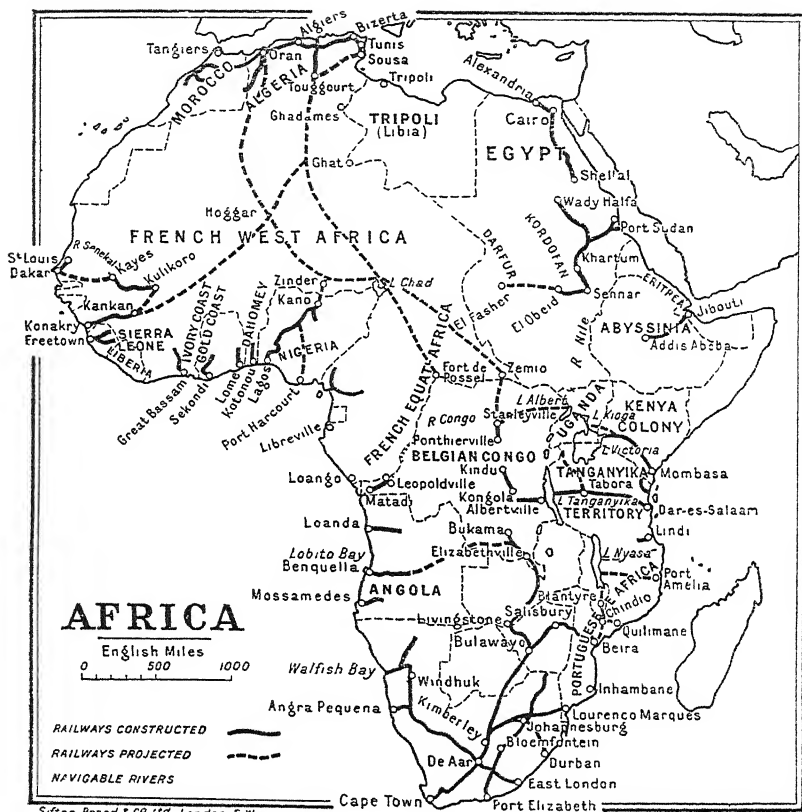 Algiers
Bizerta
Tangiers
Oran
Tunis
Sousa
MOROCCO
ALGERIA
Touggourt
Tripoli
Alexandria
Cairo
Ghadames
TRIPOLI
(Libia)
EGYPT
Ghat
Shellal
Wady Halfa
Hoggar
Port Sudan
FRENCH WEST AFRICA
KORDOFAN
DARFUR
Khartum
St Louis
R Senekal
Dakar
Kayes
Kulikoro
Kankan
Zinder
Kano
L Chad
El Fasher
El Obeid
Sennar
ERITREA
Jibouti
Konakry
Freetown
SIERRA
LEONE
LIBERIA
IVORY COAST
GOLD COAST
DAHOMEY
NIGERIA
R Nile
ABYSSINIA
Addis Abeba
Great Bassam
Sekondi
Lome
Kotonou
Lagos
Port Harcourt
Libreville
FRENCH EQUAT. AFRICA
Fort de
Possel
Zemio
L Albert
UGANDA
L Kioga
KENYA
COLONY
R Congo
Stanleyville
Ponthierville
L Victoria
BELGIAN CONGO
Kindu
TANGANYIKA
Tabora
Mombasa
Loango
Leopoldville
Matad
Kongola
Albertville
Tanganyika
TERRITORY
Dar-es-Salaam
Loanda
Bukama
Lindi
Lobito Bay
Elizabethville
L Nyasa
Benquella
ANGOLA
Port
Amelia
Mossamedes
Blantyre
Chindio
Salisbury
Livingstone
Quilimane
AFRICA
English Miles
0 500 1000
Bulawayo
Beira
PORTUGUESE AFRICA
Walfish Bay
Windhuk
Inhambane
Angra Pequena
Kimberley
Lourenco Marques
RAILWAYS CONSTRUCTED
Johannesburg
RAILWAYS PROJECTED
Bloemfontein
De Aar
Durban
NAVIGABLE RIVERS
East London
Cape Town
Port Elizabeth